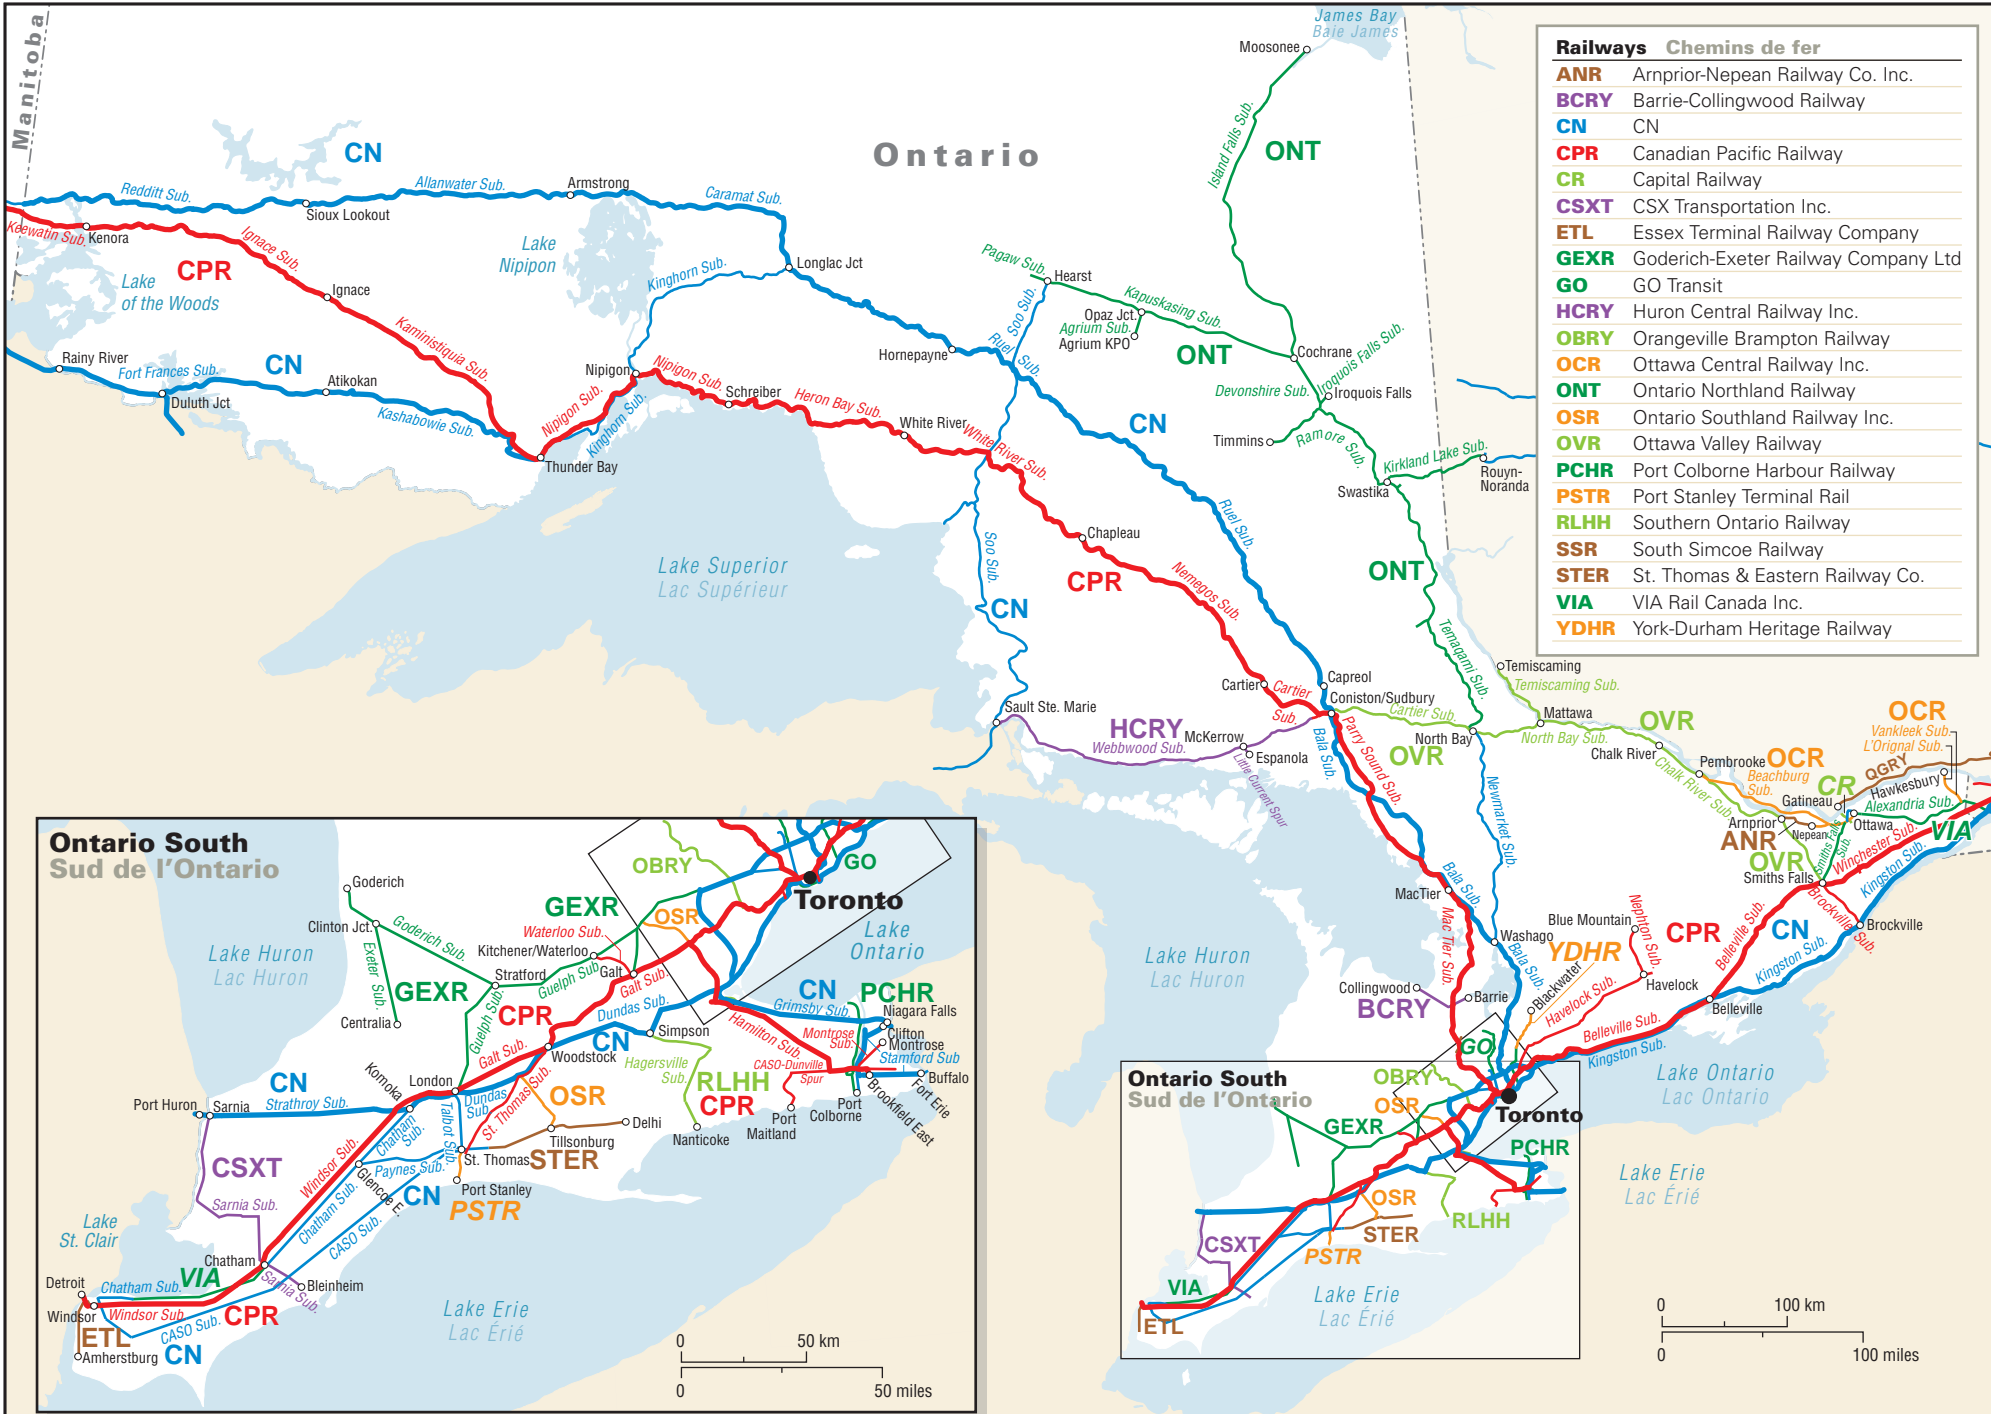 Manitoba
Ontario
James Bay
Baie James
Moosonee
Island Falls Sub.
ONT
CN
Redditt Sub.
Allanwater Sub.
Armstrong
Caramat Sub.
Sioux Lookout
Keewatin Sub.
Kenora
Ignace Sub.
CPR
Lake
of the Woods
Ignace
Lake
Nipipon
Kinghorn Sub.
Longlac Jct
Pagaw Sub.
Hearst
Soo Sub.
Kapuskasing Sub.
Opaz Jct.
Agrium Sub.
Agrium KPO
ONT
Cochrane
Iroquois Falls Sub.
Devonshire Sub.
Iroquois Falls
Timmins
Ramore Sub.
Kirkland Lake Sub.
Rouyn-
Noranda
Swastika
Rainy River
Fort Frances Sub.
CN
Duluth Jct
Atikokan
Kashabowie Sub.
Kaministiquia Sub.
Nipigon
Nipigon Sub.
Nipigon Sub.
Kinghorn Sub.
Thunder Bay
Schreiber
Heron Bay Sub.
White River
White River Sub.
Hornepayne
Ruel Sub.
CN
Ruel Sub.
Chapleau
CPR
Nemegos Sub.
Soo Sub.
CN
Lake Superior
Lac Supérieur
ONT
Temagami Sub.
Temiscaming
Temiscaming Sub.
Cartier
Cartier
Sub.
Capreol
Coniston/Sudbury
Cartier Sub.
Sault Ste. Marie
HCRY
Webbwood Sub.
McKerrow
Espanola
Little Current Spur
Bala Sub.
Parry Sound Sub.
OVR
North Bay
Mattawa
North Bay Sub.
OVR
Chalk River
Chalk River Sub.
Pembrooke
OCR
Beachburg
Sub.
OCR
Vankleek Sub.
L'Orignal Sub.
QGRY
Hawkesbury
CR
Gatineau
Alexandria Sub.
Arnprior
Nepean
Ottawa
ANR
VIA
OVR
Smiths Falls
Sub.
Smiths Falls
Winchester Sub.
Kingston Sub.
Brockville Sub.
Brockville
Newmarket Sub.
MacTier
Bala Sub.
Mac Tier Sub.
Washago
Bala Sub.
Blue Mountain
Nephton Sub.
YDHR
Blackwater
Havelock
Havelock Sub.
CPR
Belleville Sub.
CN
Kingston Sub.
Belleville
Belleville Sub.
Kingston Sub.
Collingwood
Barrie
BCRY
Lake Huron
Lac Huron
GO
Ontario South
Sud de l'Ontario
OBRY
OSR
GEXR
Toronto
PCHR
Lake Ontario
Lac Ontario
Lake Erie
Lac Érié
OSR
RLHH
STER
CSXT
PSTR
VIA
ETL
Lake Erie
Lac Érié
0 100 km
0 100 miles
Railways Chemins de fer
ANR Arnprior-Nepean Railway Co. Inc.
BCRY Barrie-Collingwood Railway
CN CN
CPR Canadian Pacific Railway
CR Capital Railway
CSXT CSX Transportation Inc.
ETL Essex Terminal Railway Company
GEXR Goderich-Exeter Railway Company Ltd
GO GO Transit
HCRY Huron Central Railway Inc.
OBRY Orangeville Brampton Railway
OCR Ottawa Central Railway Inc.
ONT Ontario Northland Railway
OSR Ontario Southland Railway Inc.
OVR Ottawa Valley Railway
PCHR Port Colborne Harbour Railway
PSTR Port Stanley Terminal Rail
RLHH Southern Ontario Railway
SSR South Simcoe Railway
STER St. Thomas & Eastern Railway Co.
VIA VIA Rail Canada Inc.
YDHR York-Durham Heritage Railway
Ontario South
Sud de l'Ontario
Goderich
Clinton Jct.
Goderich Sub.
Exeter Sub.
GEXR
Centralia
Lake Huron
Lac Huron
GEXR
Waterloo Sub.
Kitchener/Waterloo
Stratford
Guelph Sub.
Guelph Sub.
Galt
Galt Sub.
OBRY
OSR
GO
Toronto
Lake
Ontario
CPR
Dundas Sub.
CN
Simpson
Woodstock
Galt Sub.
CN
Grimsby Sub.
PCHR
Niagara Falls
Clifton
Montrose
Montrose
Sub.
Stamford Sub
Hamilton Sub.
CASO-Dunville
Spur
Buffalo
Fort Erie
Brookfield East
Port
Colborne
Port
Maitland
Hagersville
Sub.
RLHH
CPR
Nanticoke
CN
Strathroy Sub.
Port Huron
Sarnia
Komoka
London
Dundas
Sub.
Talbot Sub.
St. Thomas Sub.
OSR
Delhi
Tillsonburg
St. Thomas
STER
Port Stanley
PSTR
Chatham
Sub.
Paynes Sub.
Glencoe E.
CN
Windsor Sub.
Chatham Sub.
CASO Sub.
CSXT
Sarnia Sub.
Lake
St. Clair
Chatham
Sarnia Sub.
Bleinheim
VIA
Chatham Sub.
Detroit
Windsor
Windsor Sub
CPR
CASO Sub.
CN
ETL
Amherstburg
Lake Erie
Lac Érié
0 50 km
0 50 miles